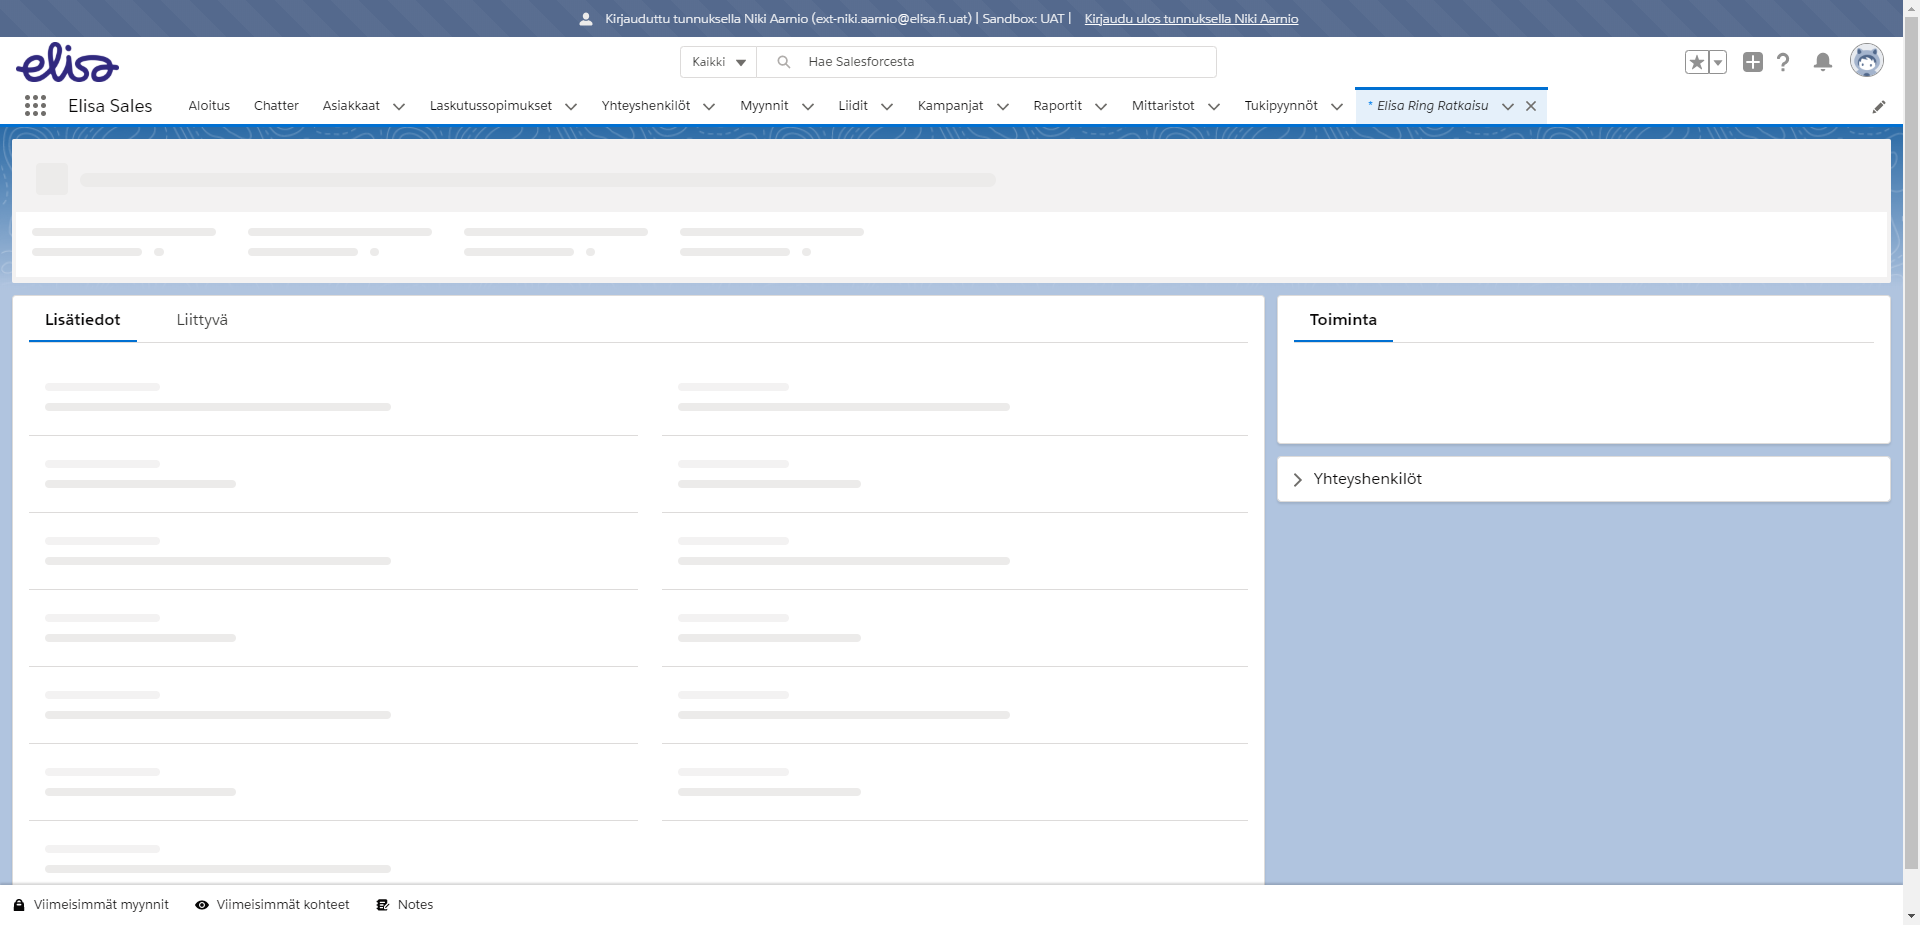 Kirjauduttu tunnuksella Niki Aarnio (ext-niki.aarnio@elisa.fi.uat) | Sandbox: UAT | Kirjaudu ulos tunnuksella Niki Aarnio
elisa
Kaikki Hae Salesforcesta
Elisa Sales Aloitus Chatter Asiakkaat Laskutussopimukset Yhteyshenkilöt Myynnit Liidit Kampanjat Raportit Mittaristot Tukipyynnöt * Elisa Ring Ratkaisu
Lisätiedot Liittyvä
Toiminta
Yhteyshenkilöt
Viimeisimmät myynnit Viimeisimmät kohteet Notes